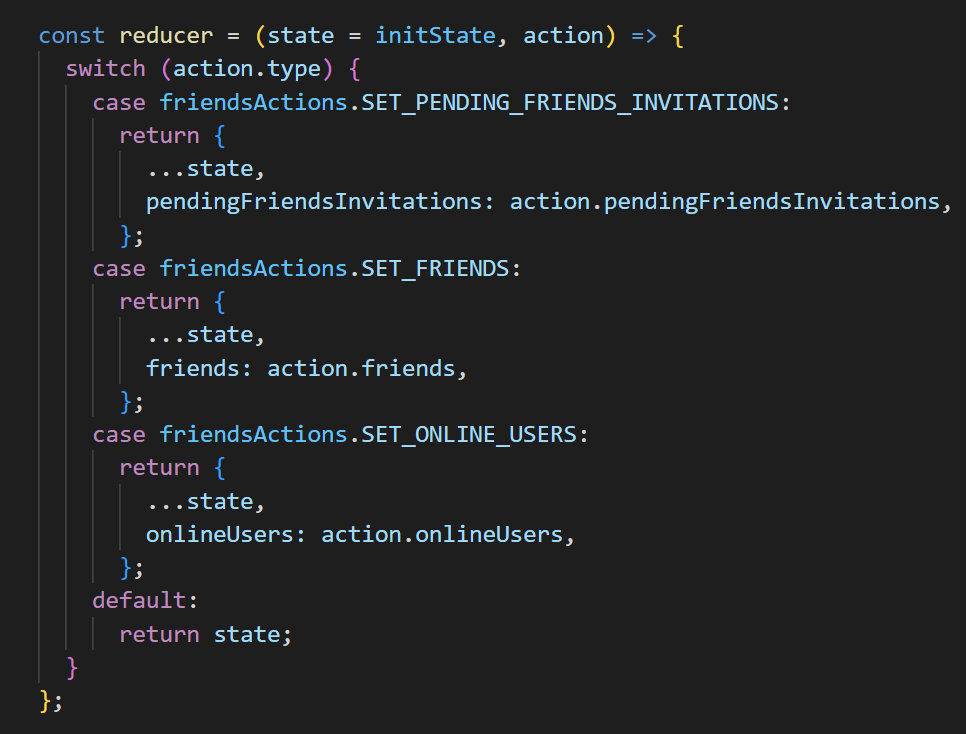 const reducer = (state = initState, action) => {
  switch (action.type) {
    case friendsActions.SET_PENDING_FRIENDS_INVITATIONS:
      return {
        ...state,
        pendingFriendsInvitations: action.pendingFriendsInvitations,
      };
    case friendsActions.SET_FRIENDS:
      return {
        ...state,
        friends: action.friends,
      };
    case friendsActions.SET_ONLINE_USERS:
      return {
        ...state,
        onlineUsers: action.onlineUsers,
      };
    default:
      return state;
  }
};